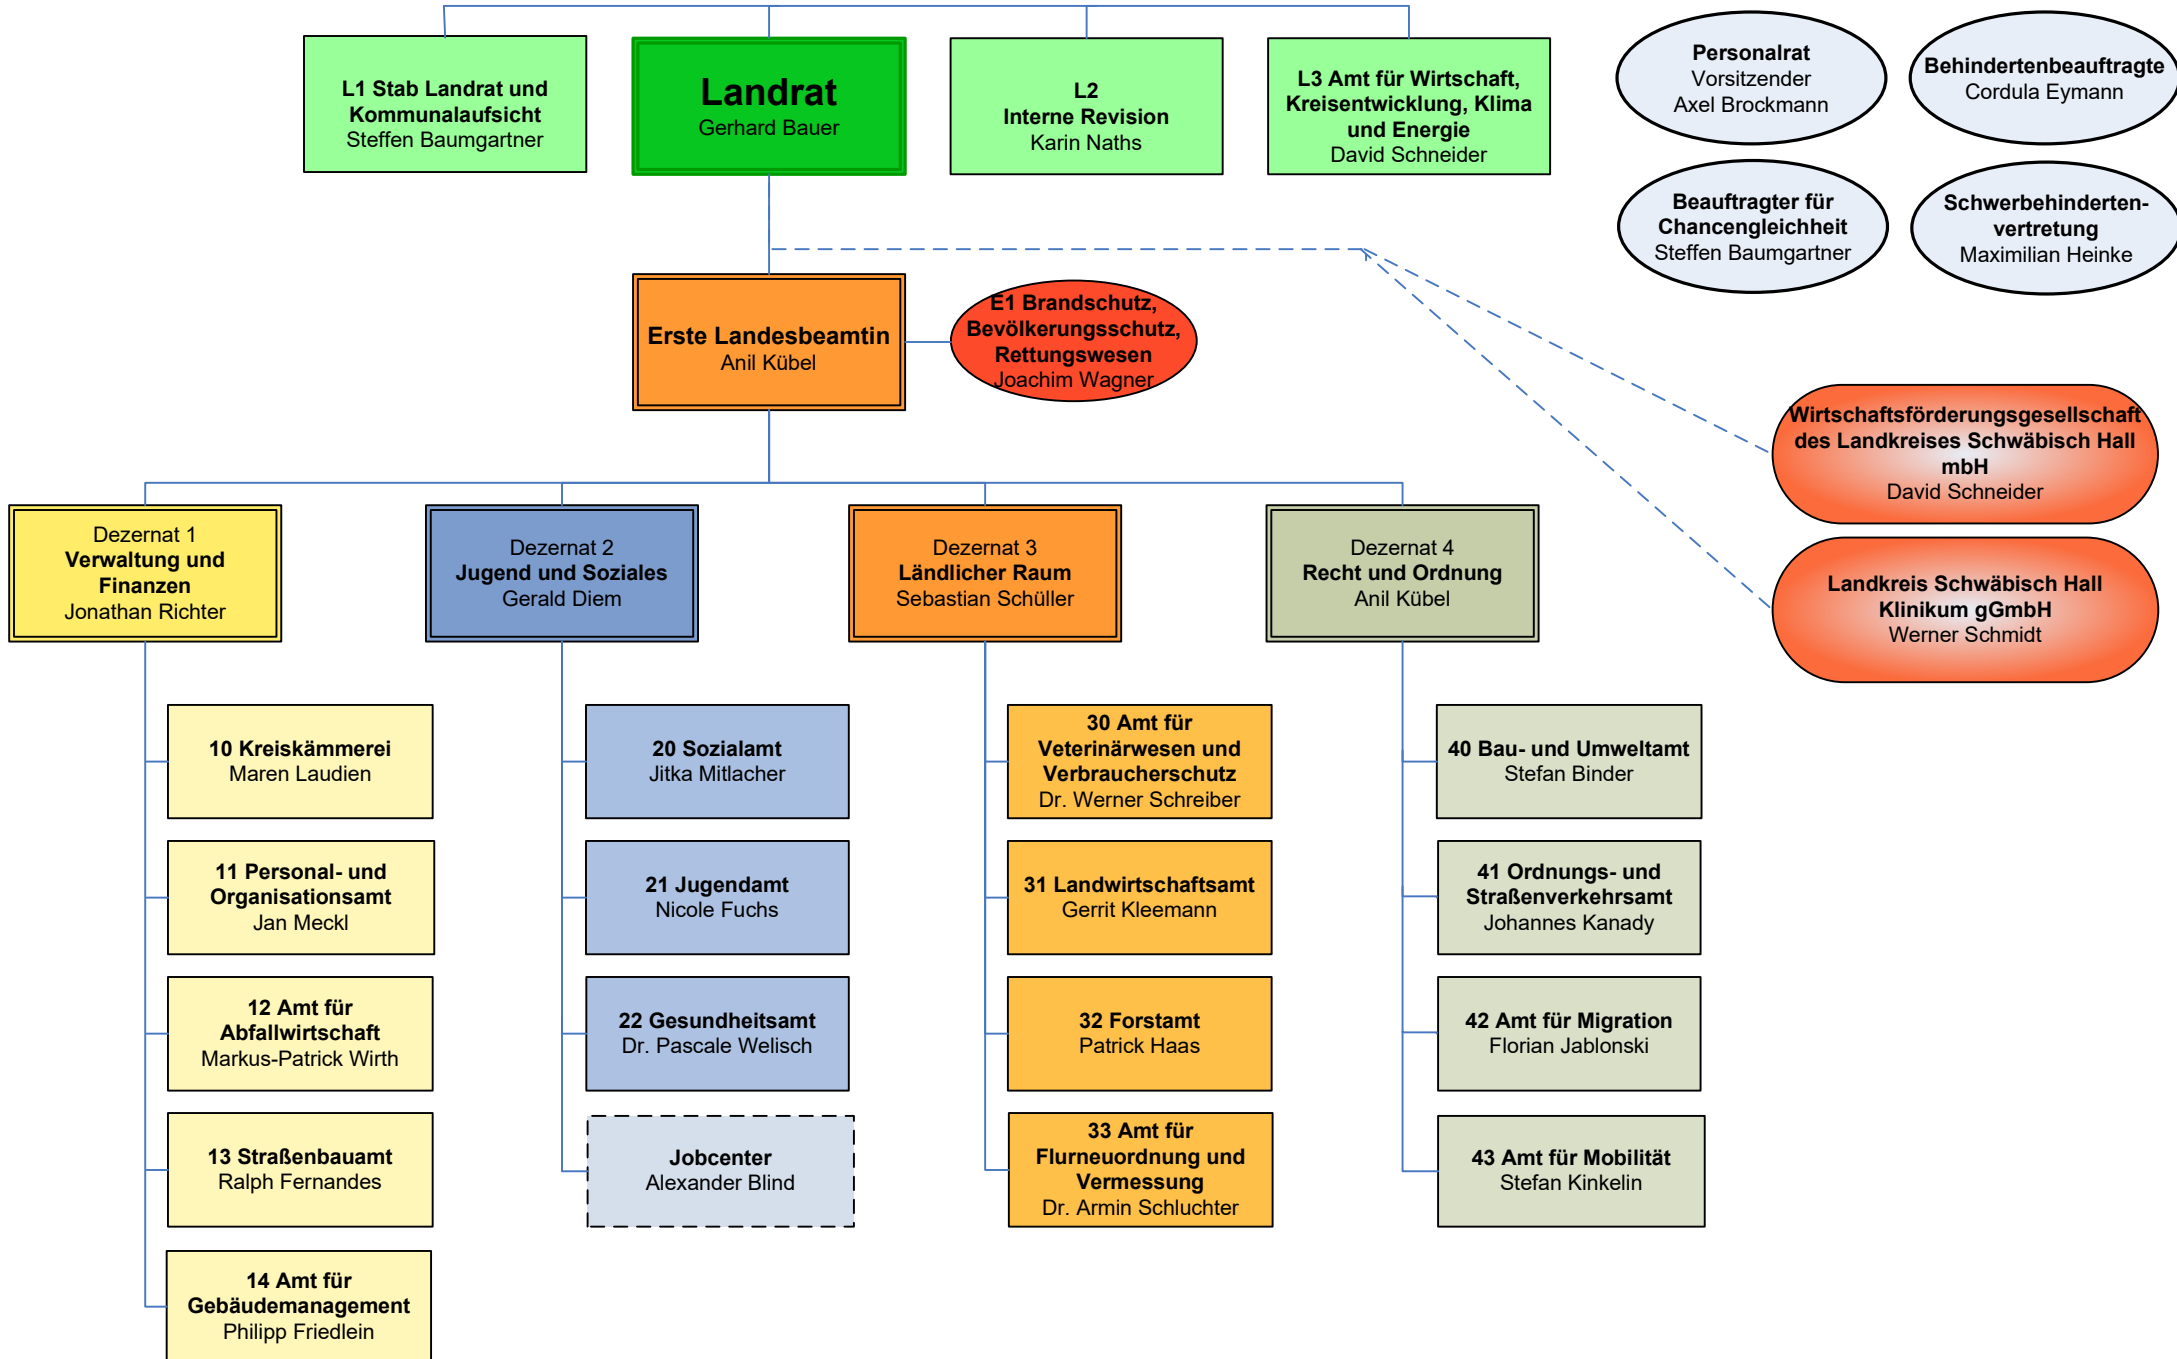 L1 Stab Landrat und
Kommunalaufsicht
Steffen Baumgartner
Landrat
Gerhard Bauer
L2
Interne Revision
Karin Naths
L3 Amt für Wirtschaft,
Kreisentwicklung, Klima
und Energie
David Schneider
Personalrat
Vorsitzender
Axel Brockmann
Behindertenbeauftragte
Cordula Eymann
Beauftragter für
Chancengleichheit
Steffen Baumgartner
Schwerbehinderten-
vertretung
Maximilian Heinke
Erste Landesbeamtin
Anil Kübel
E1 Brandschutz,
Bevölkerungsschutz,
Rettungswesen
Joachim Wagner
Wirtschaftsförderungsgesellschaft
des Landkreises Schwäbisch Hall
mbH
David Schneider
Landkreis Schwäbisch Hall
Klinikum gGmbH
Werner Schmidt
Dezernat 1
Verwaltung und
Finanzen
Jonathan Richter
Dezernat 2
Jugend und Soziales
Gerald Diem
Dezernat 3
Ländlicher Raum
Sebastian Schüller
Dezernat 4
Recht und Ordnung
Anil Kübel
10 Kreiskämmerei
Maren Laudien
11 Personal- und
Organisationsamt
Jan Meckl
12 Amt für
Abfallwirtschaft
Markus-Patrick Wirth
13 Straßenbauamt
Ralph Fernandes
14 Amt für
Gebäudemanagement
Philipp Friedlein
20 Sozialamt
Jitka Mitlacher
21 Jugendamt
Nicole Fuchs
22 Gesundheitsamt
Dr. Pascale Welisch
Jobcenter
Alexander Blind
30 Amt für
Veterinärwesen und
Verbraucherschutz
Dr. Werner Schreiber
31 Landwirtschaftsamt
Gerrit Kleemann
32 Forstamt
Patrick Haas
33 Amt für
Flurneuordnung und
Vermessung
Dr. Armin Schluchter
40 Bau- und Umweltamt
Stefan Binder
41 Ordnungs- und
Straßenverkehrsamt
Johannes Kanady
42 Amt für Migration
Florian Jablonski
43 Amt für Mobilität
Stefan Kinkelin